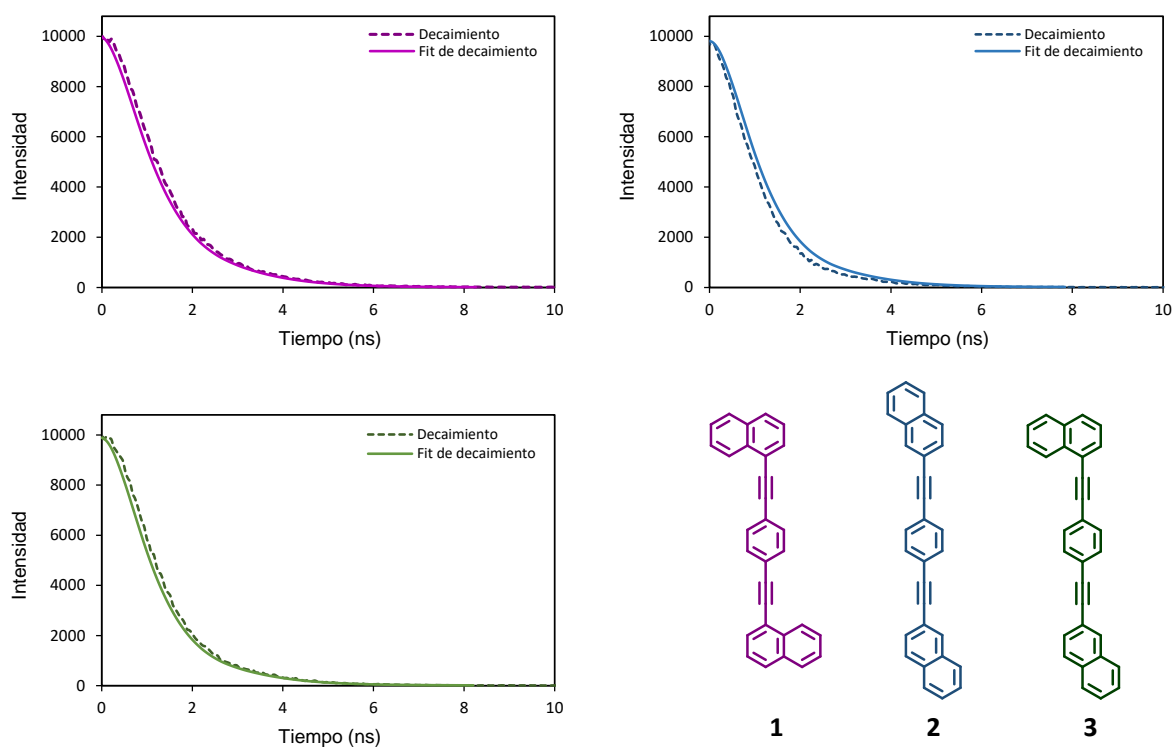 10000
8000
6000
4000
2000
0
Intensidad
Decaimiento
Fit de decaimiento
0 2 4 6 8 10
Tiempo (ns)
10000
8000
6000
4000
2000
0
Intensidad
Decaimiento
Fit de decaimiento
0 2 4 6 8 10
Tiempo (ns)
10000
8000
6000
4000
2000
0
Intensidad
Decaimiento
Fit de decaimiento
0 2 4 6 8 10
Tiempo (ns)
1 2 3